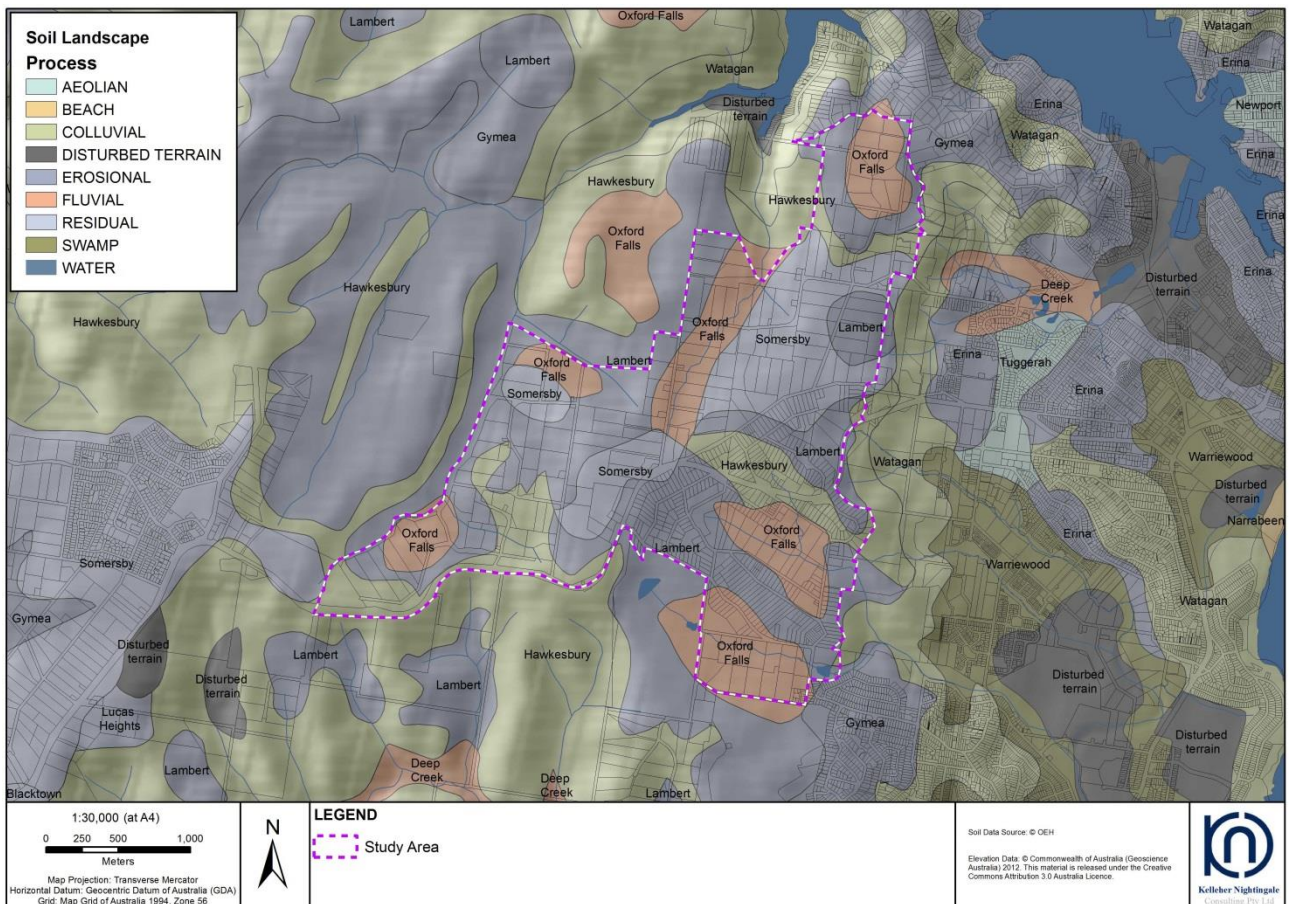 Soil Landscape
Process
AEOLIAN
BEACH
COLLUVIAL
DISTURBED TERRAIN
EROSIONAL
FLUVIAL
RESIDUAL
SWAMP
WATER
Lambert
Oxford Falls
Watagan
Erina
Lambert
Watagan
Disturbed
terrain
Erina
Newport
Gymea
Watagan
Gymea
Erina
Oxford
Falls
Hawkesbury
Hawkesbury
Erina
Oxford
Falls
Hawkesbury
Deep
Creek
Disturbed
terrain
Erina
Hawkesbury
Oxford
Falls
Somersby
Lambert
Lambert
Erina
Tuggerah
Oxford
Falls
Somersby
Erina
Somersby
Hawkesbury
Lambert
Watagan
Warriewood
Disturbed
terrain
Narrabeen
Oxford
Falls
Oxford
Falls
Lambert
Erina
Somersby
Warriewood
Watagan
Gymea
Disturbed
terrain
Lambert
Hawkesbury
Oxford
Falls
Disturbed
terrain
Lambert
Disturbed
terrain
Lucas
Heights
Gymea
Disturbed
terrain
Lambert
Deep
Creek
Deep
Creek
Lambert
Blacktown
1:30,000 (at A4)
0 250 500 1,000
Meters
Map Projection: Transverse Mercator
Horizontal Datum: Geocentric Datum of Australia (GDA)
Grid: Map Grid of Australia 1994, Zone 56
N
LEGEND
Study Area
Soil Data Source: © OEH
Elevation Data: © Commonwealth of Australia (Geoscience
Australia) 2012. This material is released under the Creative
Commons Attribution 3.0 Australia Licence.
Kelleher Nightingale
Consulting Pty Ltd